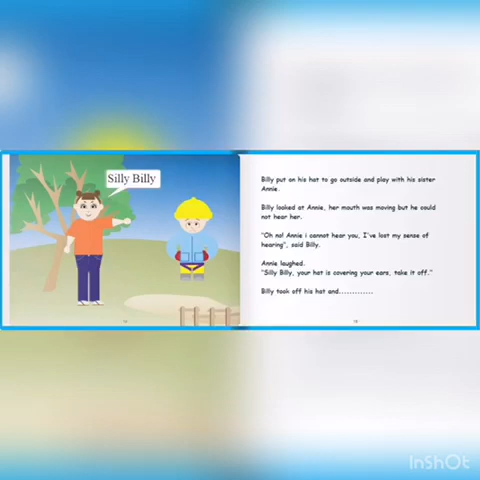 Silly Billy
Billy put on his hat to go outside and play with his sister
Annie.
Billy looked at Annie, her mouth was moving but he could
not hear her.
"Oh no! Annie i cannot hear you, I've lost my sense of
hearing", said Billy.
Annie laughed.
"Silly Billy, your hat is covering your ears, take it off."
Billy took off his hat and.............
InShOt